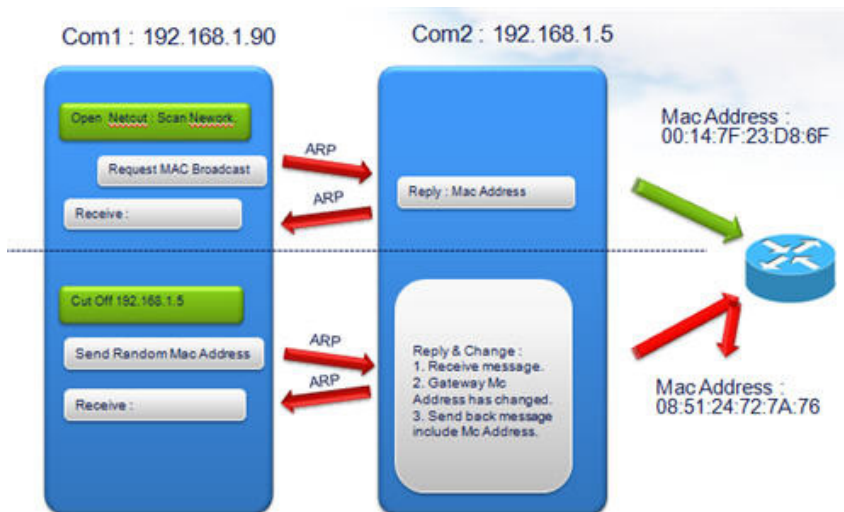 Com1 : 192.168.1.90
Com2 : 192.168.1.5
Open Netcut : Scan Nework.
Request MAC Broadcast
Receive :
ARP
ARP
Reply : Mac Address
Mac Address :
00:14:7F:23:D8:6F
Cut Off 192.168.1.5
Send Random Mac Address
Receive :
ARP
ARP
Reply & Change :
1. Receive message.
2. Gateway Mc
Address has changed.
3. Send back message
include Mc Address.
Mac Address :
08:51:24:72:7A:76